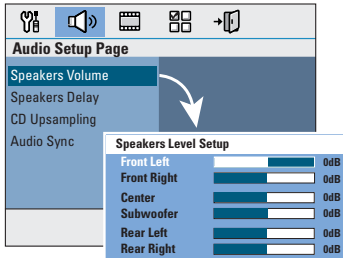 Audio Setup Page
Speakers Volume
Speakers Delay
CD Upsampling
Audio Sync
Speakers Level Setup
Front Left 0dB
Front Right 0dB
Center 0dB
Subwoofer 0dB
Rear Left 0dB
Rear Right 0dB